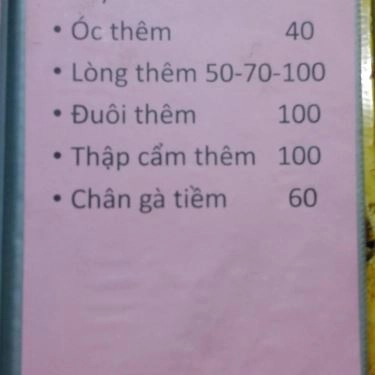 • Óc thêm 40
• Lòng thêm 50-70-100
• Đuôi thêm 100
• Thập cẩm thêm 100
• Chân gà tiềm 60